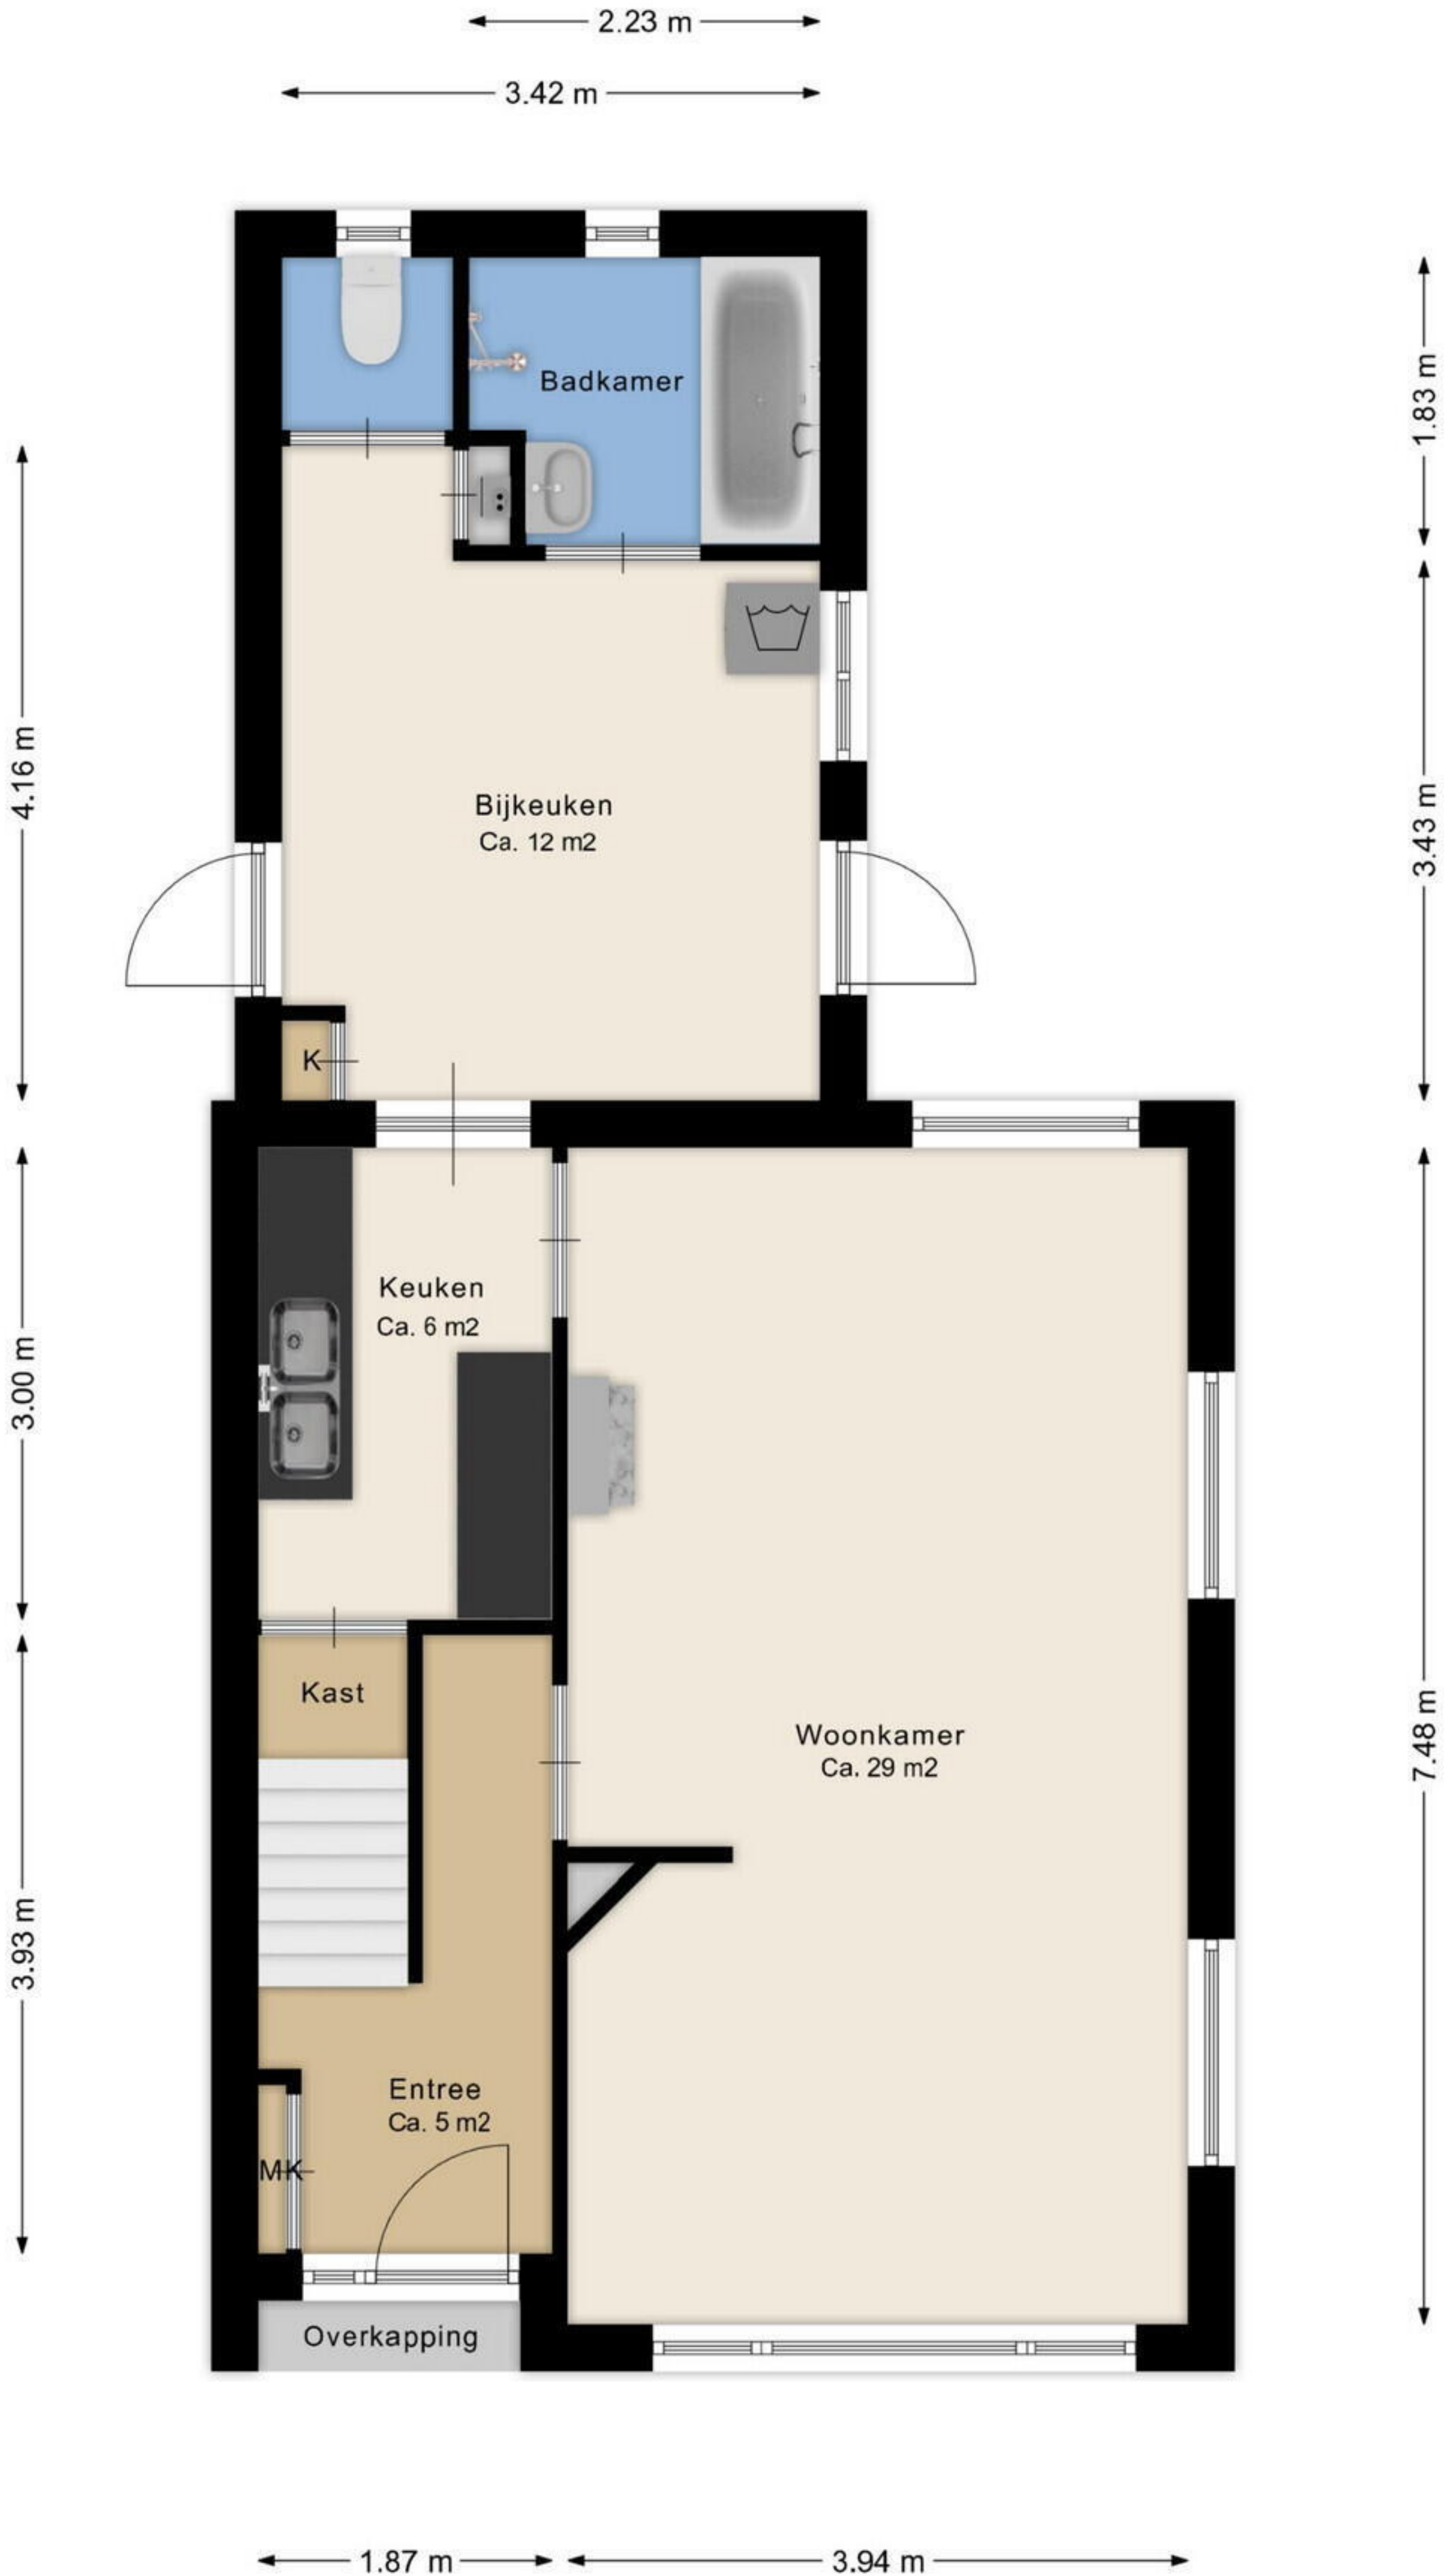 2.23 m
3.42 m
Badkamer
1.83 m
4.16 m
Bijkeuken
Ca. 12 m2
3.43 m
K
Keuken
Ca. 6 m2
3.00 m
Kast
Woonkamer
Ca. 29 m2
7.48 m
3.93 m
Entree
Ca. 5 m2
MK
Overkapping
1.87 m
3.94 m